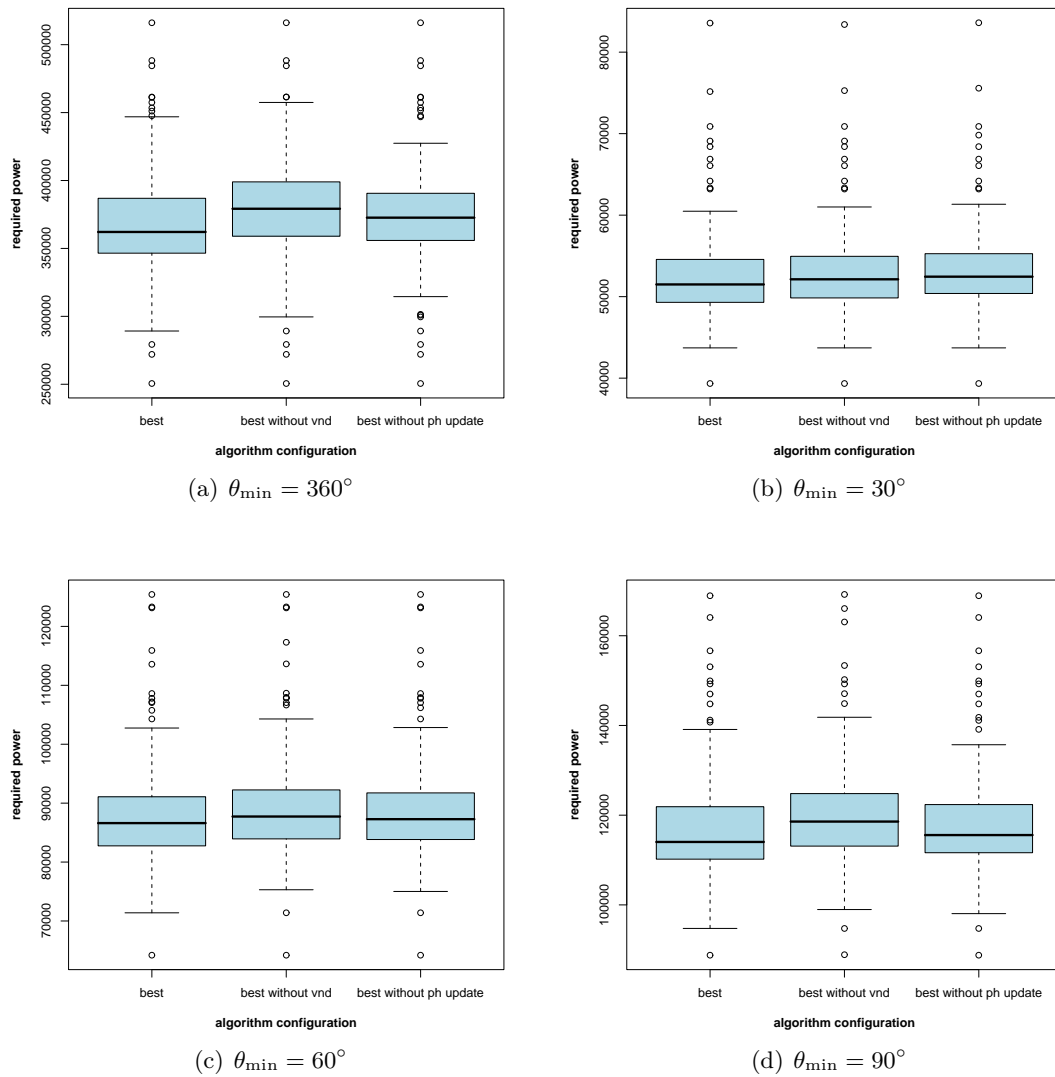 500000
450000
400000
350000
300000
250000
required power
best
best without vnd
best without ph update
algorithm configuration
(a) θmin = 360°
80000
70000
60000
50000
40000
required power
best
best without vnd
best without ph update
algorithm configuration
(b) θmin = 30°
120000
110000
100000
90000
80000
70000
required power
best
best without vnd
best without ph update
algorithm configuration
(c) θmin = 60°
160000
140000
120000
100000
required power
best
best without vnd
best without ph update
algorithm configuration
(d) θmin = 90°